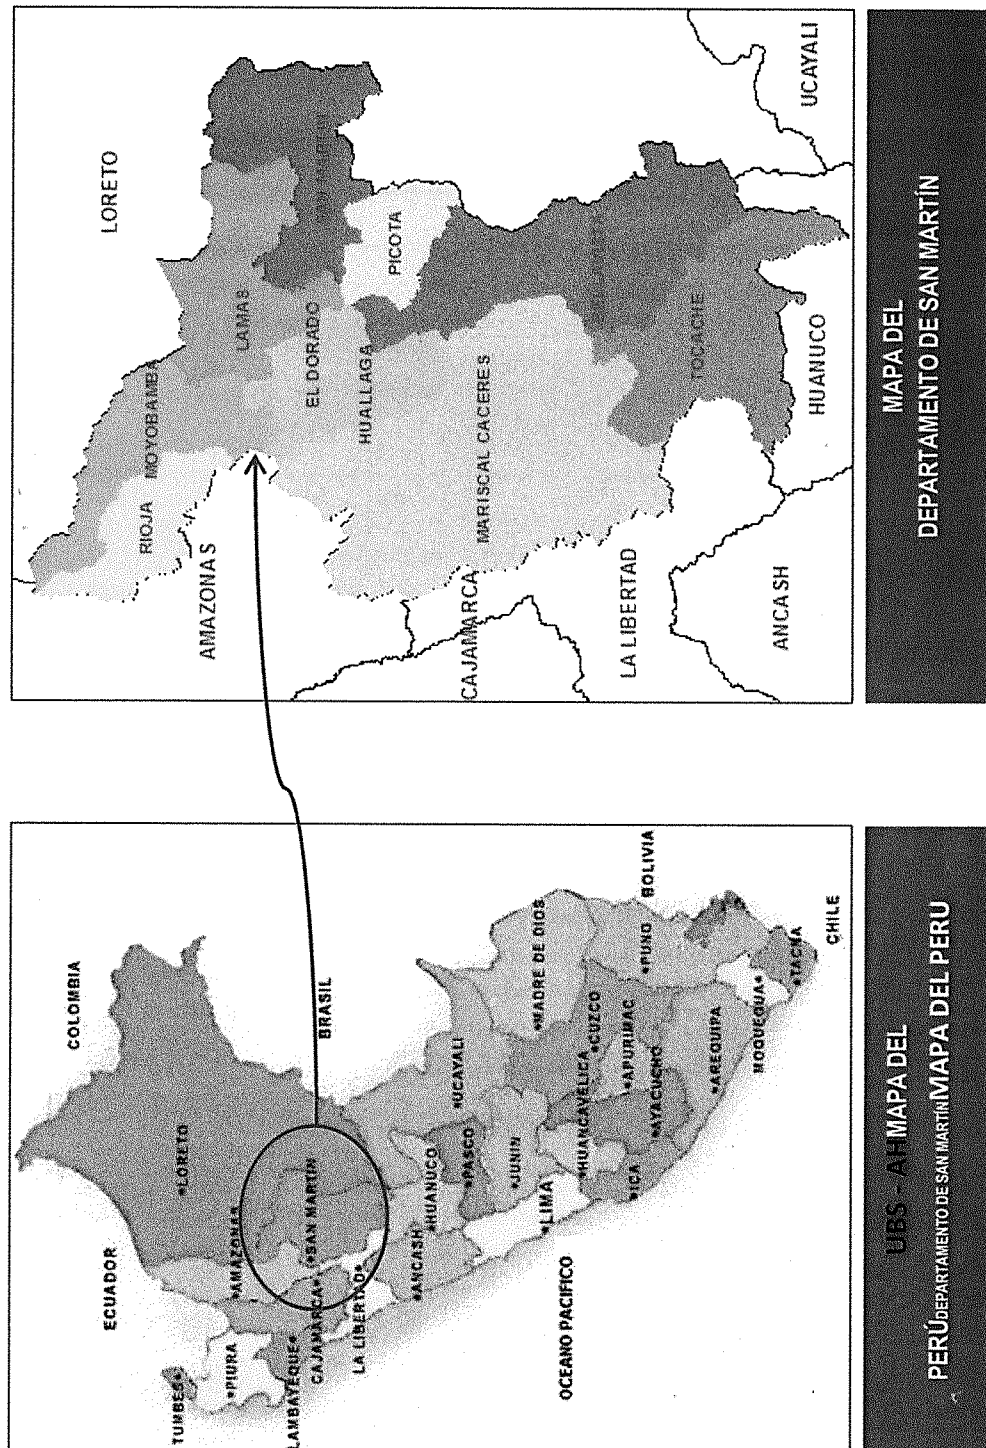 COLOMBIA
ECUADOR
TUMBES
PIURA
LORETO
AMAZONAS
LAMBAYEQUE
CAJAMARCA
SAN MARTIN
BRASIL
LA LIBERTAD
ANCASH
HUANUCO
UCAYALI
PASCO
JUNIN
LIMA
MADRE DE DIOS
OCEANO PACIFICO
HUANCAVELICA
CUZCO
ICA
APURIMAC
AYACUCHO
PUNO
BOLIVIA
AREQUIPA
MOQUEGUA
TACNA
CHILE
UBS - AH MAPA DEL
PERÚ DEPARTAMENTO DE SAN MARTÍN MAPA DEL PERU
LORETO
RIOJA
MOYOBAMBA
AMAZONAS
LAMAS
EL DORADO
HUALLAGA
PICOTA
CAJAMARCA
MARISCAL CACERES
LA LIBERTAD
TOCACHE
ANCASH
HUANUCO
UCAYALI
MAPA DEL
DEPARTAMENTO DE SAN MARTÍN